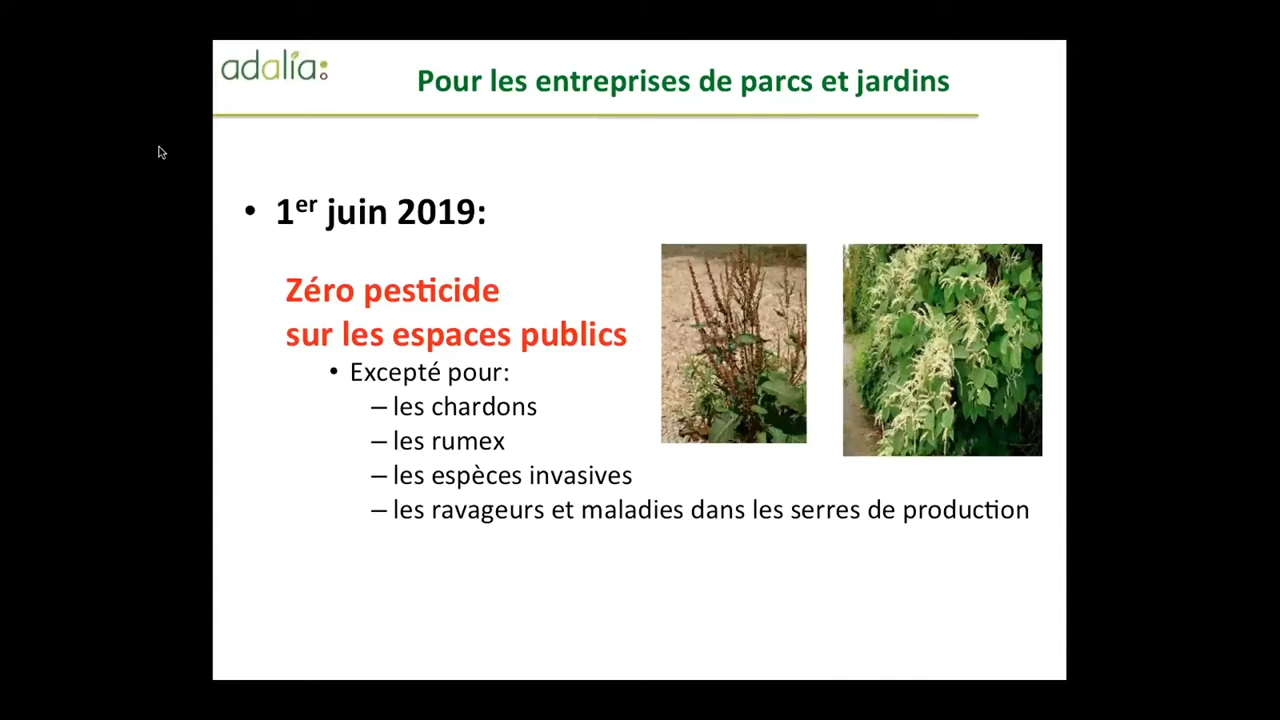 adalia
Pour les entreprises de parcs et jardins
• 1er juin 2019:
Zéro pesticide
sur les espaces publics
• Excepté pour:
– les chardons
– les rumex
– les espèces invasives
– les ravageurs et maladies dans les serres de production